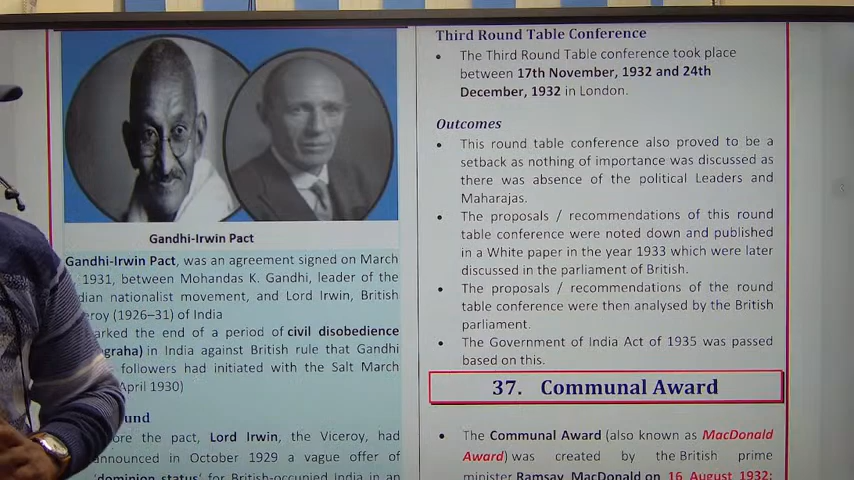 Gandhi-Irwin Pact
Gandhi-Irwin Pact, was an agreement signed on March
1931, between Mohandas K. Gandhi, leader of the
dian nationalist movement, and Lord Irwin, British
eroy (1926–31) of India
arked the end of a period of civil disobedience
graha) in India against British rule that Gandhi
followers had initiated with the Salt March
April 1930)
und
ore the pact, Lord Irwin, the Viceroy, had
announced in October 1929 a vague offer of
'dominion status' for British-occupied India in an
Third Round Table Conference
• The Third Round Table conference took place
between 17th November, 1932 and 24th
December, 1932 in London.
Outcomes
• This round table conference also proved to be a
setback as nothing of importance was discussed as
there was absence of the political Leaders and
Maharajas.
• The proposals / recommendations of this round
table conference were noted down and published
in a White paper in the year 1933 which were later
discussed in the parliament of British.
• The proposals / recommendations of the round
table conference were then analysed by the British
parliament.
• The Government of India Act of 1935 was passed
based on this.
37. Communal Award
• The Communal Award (also known as MacDonald
Award) was created by the British prime
minister Ramsay MacDonald on 16 August 1932;